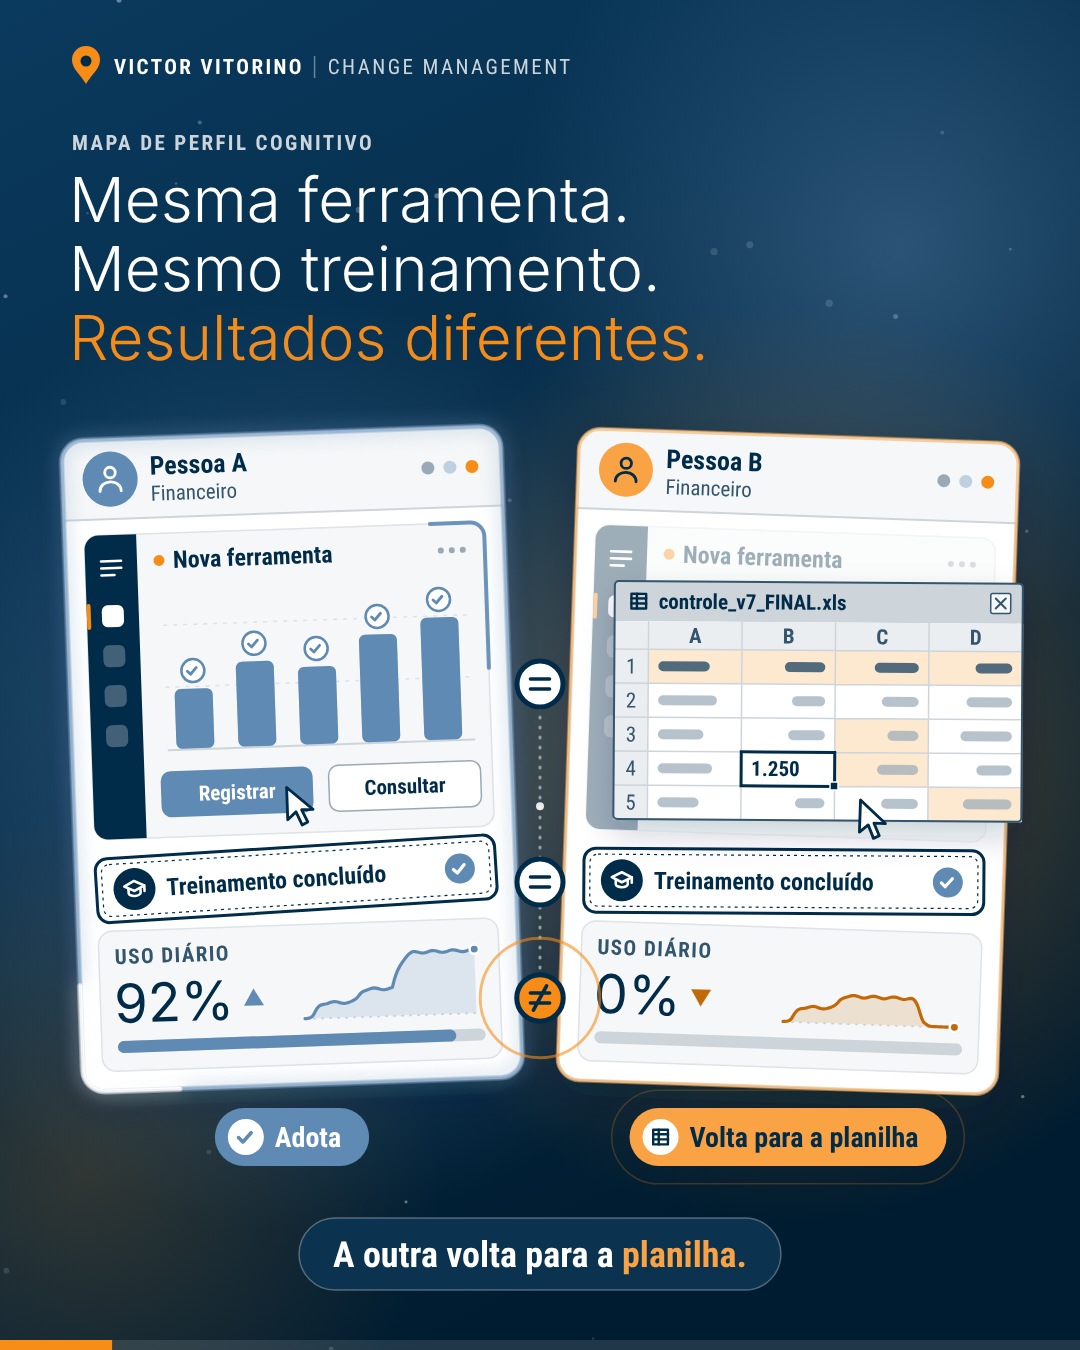 VICTOR VITORINO | CHANGE MANAGEMENT
MAPA DE PERFIL COGNITIVO
Mesma ferramenta.
Mesmo treinamento.
Resultados diferentes.
Pessoa A
Financeiro
Nova ferramenta
Registrar
Consultar
Treinamento concluído
USO DIÁRIO
92%
=
=
≠
Pessoa B
Financeiro
Nova ferramenta
controle_v7_FINAL.xls
A B C D
1
2
3
4 1.250
5
Treinamento concluído
USO DIÁRIO
0%
Adota
Volta para a planilha
A outra volta para a planilha.